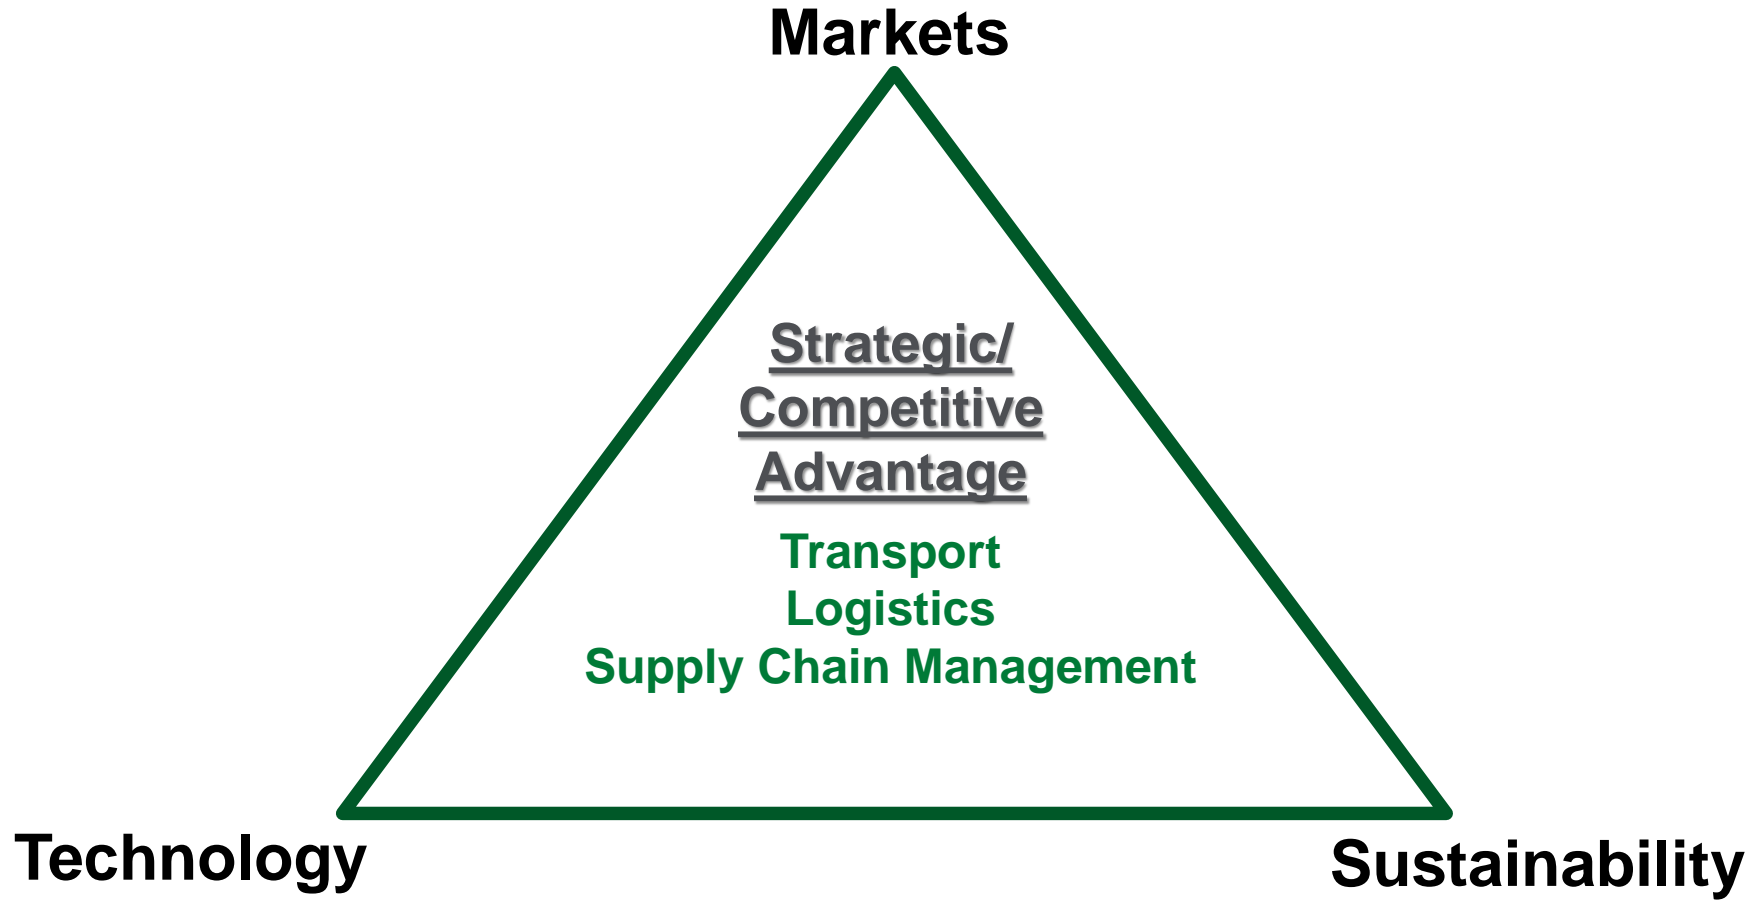 Markets
Strategic/
Competitive
Advantage
Transport
Logistics
Supply Chain Management
Technology
Sustainability